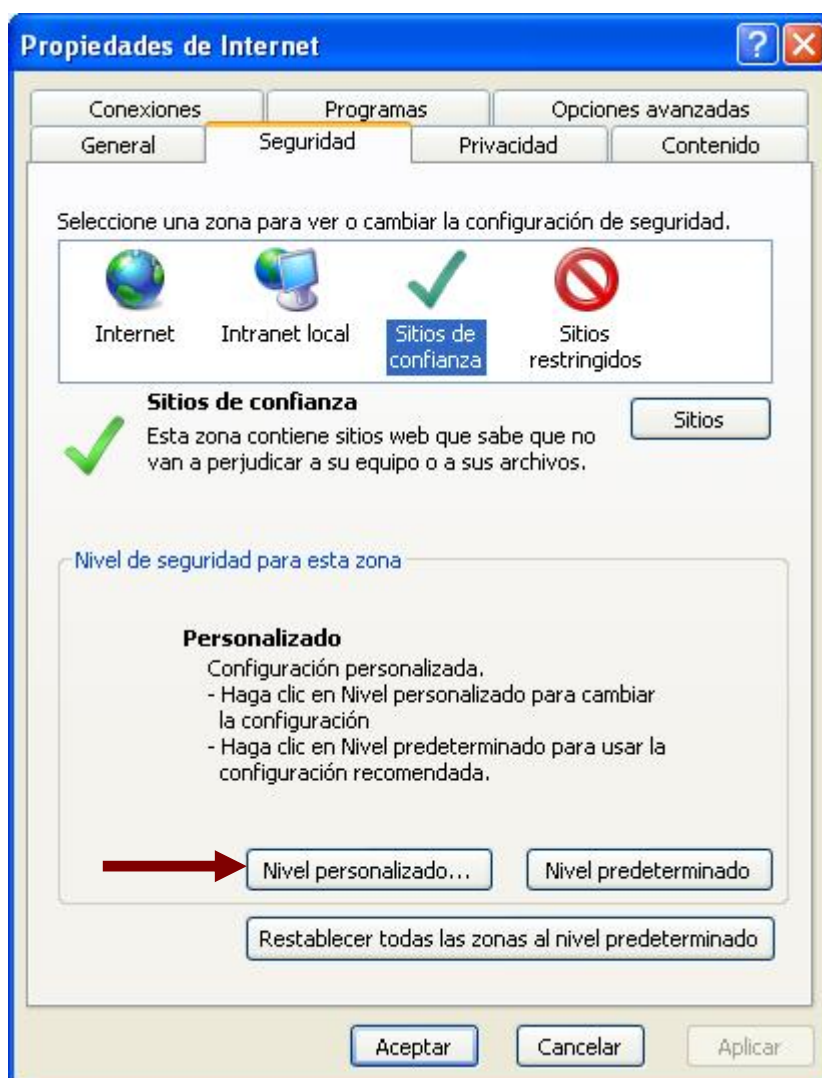 Propiedades de Internet
?
Conexiones Programas Opciones avanzadas
General Seguridad Privacidad Contenido
Seleccione una zona para ver o cambiar la configuración de seguridad.
Internet Intranet local Sitios de confianza Sitios restringidos
Sitios de confianza
Sitios
Esta zona contiene sitios web que sabe que no
van a perjudicar a su equipo o a sus archivos.
Nivel de seguridad para esta zona
Personalizado
Configuración personalizada.
- Haga clic en Nivel personalizado para cambiar
la configuración
- Haga clic en Nivel predeterminado para usar la
configuración recomendada.
Nivel personalizado... Nivel predeterminado
Restablecer todas las zonas al nivel predeterminado
Aceptar Cancelar Aplicar